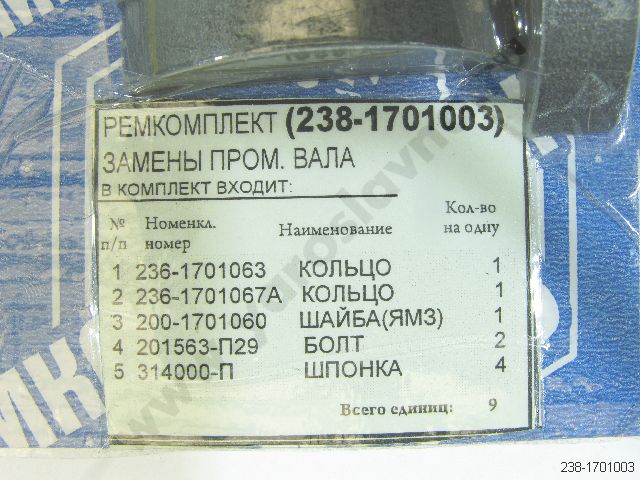 РЕМКОМПЛЕКТ (238-1701003)
ЗАМЕНЫ ПРОМ. ВАЛА
В КОМПЛЕКТ ВХОДИТ:
№ п/п Номенкл. номер Наименование Кол-во на одну
1 236-1701063 КОЛЬЦО 1
2 236-1701067А КОЛЬЦО 1
3 200-1701060 ШАЙБА(ЯМЗ) 1
4 201563-П29 БОЛТ 2
5 314000-П ШПОНКА 4
Всего единиц: 9
238-1701003